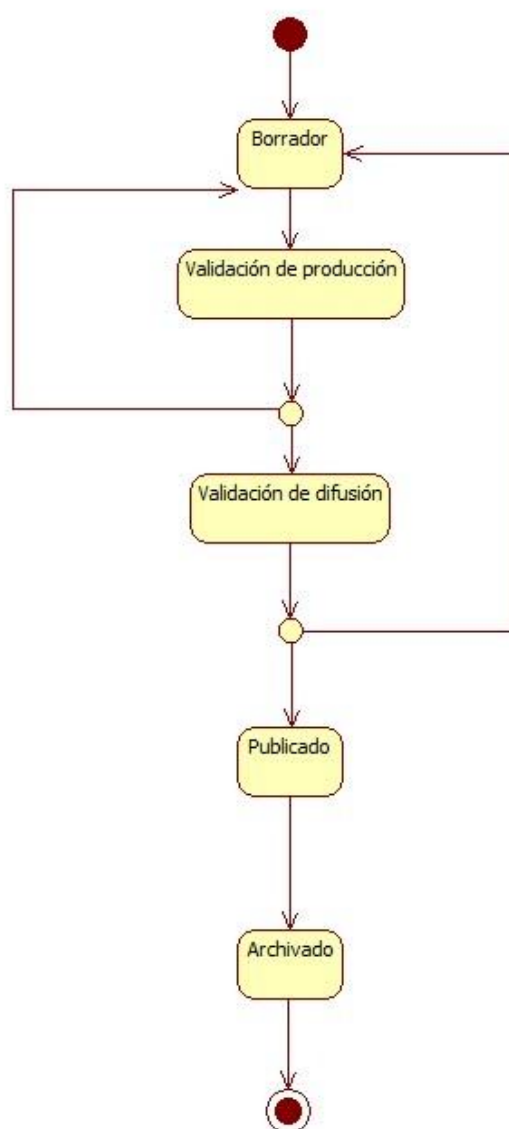 Borrador
Validación de producción
Validación de difusión
Publicado
Archivado